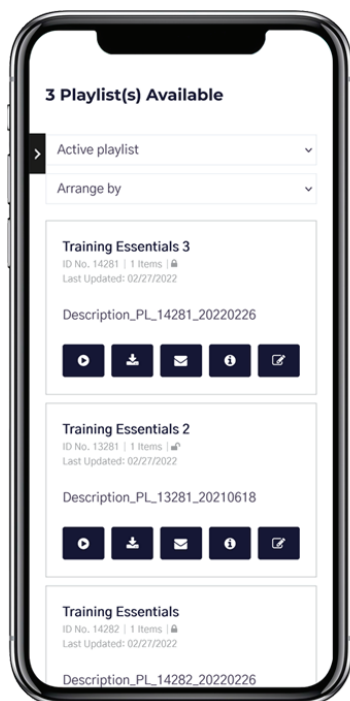 3 Playlist(s) Available
Active playlist
Arrange by
Training Essentials 3
ID No. 14281 | 1 Items |
Last Updated: 02/27/2022
Description_PL_14281_20220226
Training Essentials 2
ID No. 13281 | 1 Items |
Last Updated: 02/27/2022
Description_PL_13281_20210618
Training Essentials
ID No. 14282 | 1 Items |
Last Updated: 02/27/2022
Description_PL_14282_20220226